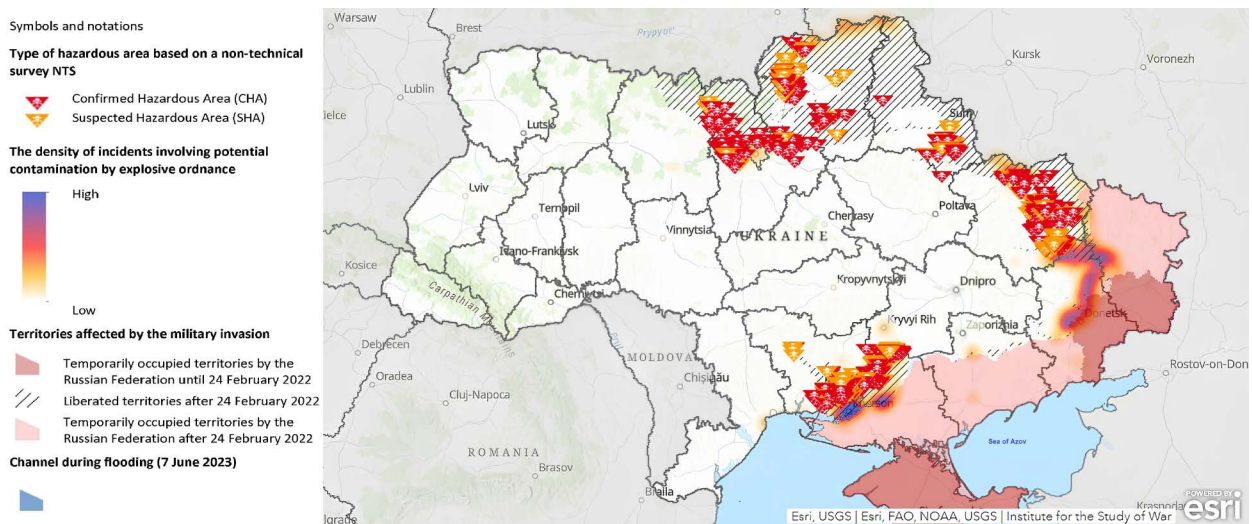 Symbols and notations
Type of hazardous area based on a non-technical
survey NTS
Confirmed Hazardous Area (CHA)
Suspected Hazardous Area (SHA)
The density of incidents involving potential
contamination by explosive ordnance
High
Low
Territories affected by the military invasion
Temporarily occupied territories by the
Russian Federation until 24 February 2022
Liberated territories after 24 February 2022
Temporarily occupied territories by the
Russian Federation after 24 February 2022
Channel during flooding (7 June 2023)
Warsaw
Brest
Prypyat'
Kursk
Voronezh
Lublin
Lutsk
Sumy
Lviv
Ternopil
Vinnytsia
Cherkasy
Poltava
UKRAINE
Kosice
Ivano-Frankivsk
Kropyvnytskyi
Dnipro
Carpathian
Kryvyi Rih
Donetsk
Zaporizhia
Debrecen
MOLDOVA
Chișinău
Rostov-on-Don
Oradea
Cluj-Napoca
Sea of Azov
ROMANIA
Brasov
Braila
Krasnoda
POWERED BY
esri
Esri, USGS | Esri, FAO, NOAA, USGS | Institute for the Study of War